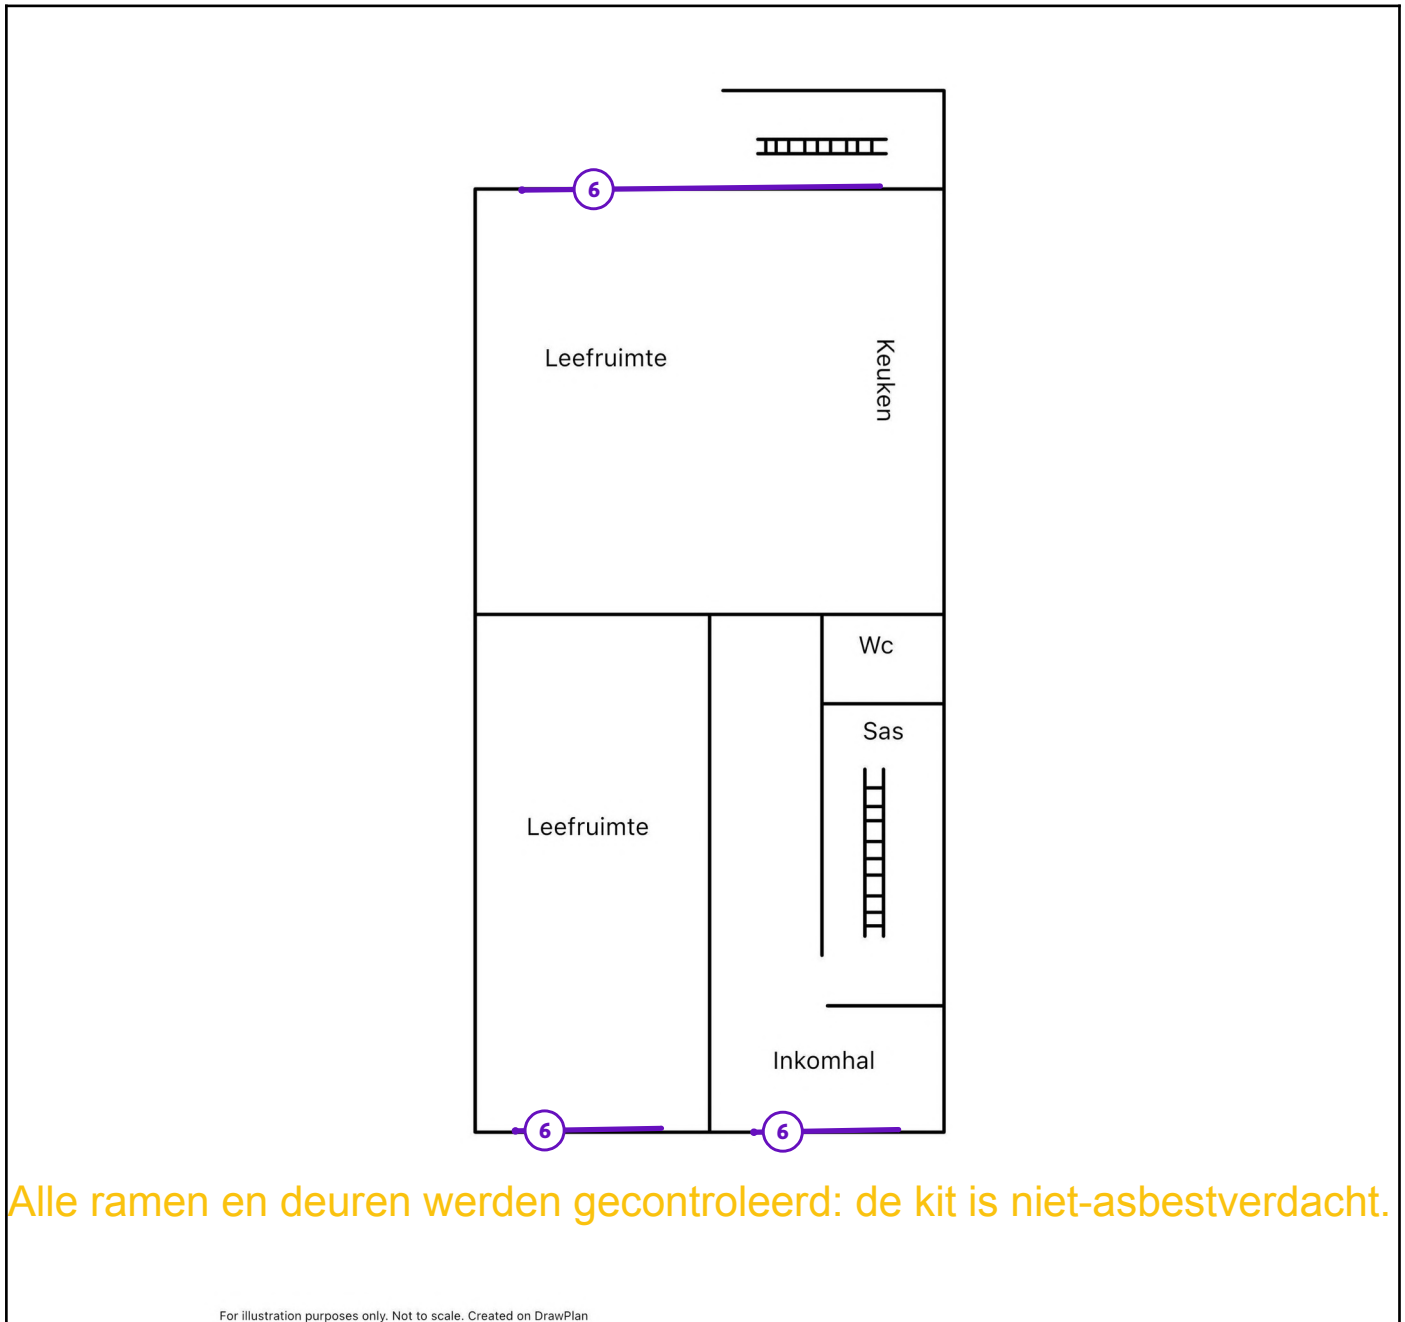 6
Leefruimte
Keuken
Wc
Sas
Leefruimte
Inkomhal
6
6
Alle ramen en deuren werden gecontroleerd: de kit is niet-asbestverdacht.
For illustration purposes only. Not to scale. Created on DrawPlan